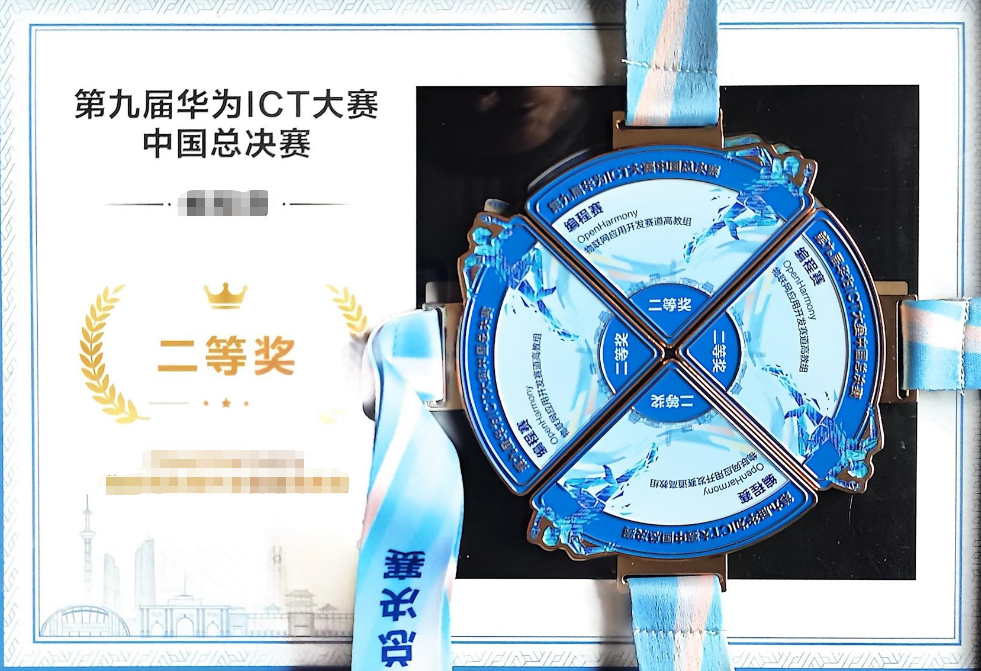 第九届华为ICT大赛
中国总决赛
二等奖
第九届华为ICT大赛中国总决赛
编程赛
OpenHarmony
物联网应用开发赛道高教组
二等奖
第九届华为ICT大赛中国总决赛
编程赛
OpenHarmony
物联网应用开发赛道高教组
二等奖
第九届华为ICT大赛中国总决赛
编程赛
OpenHarmony
物联网应用开发赛道高教组
二等奖
第九届华为ICT大赛中国总决赛
编程赛
OpenHarmony
物联网应用开发赛道高教组
二等奖
总决赛